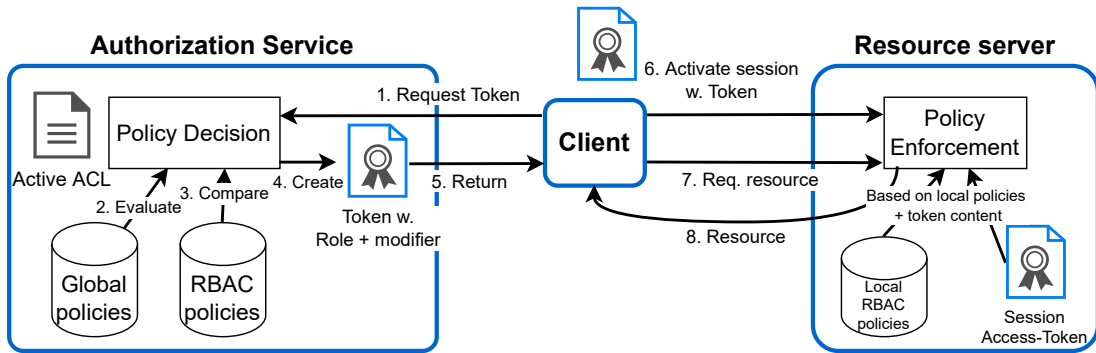 Authorization Service
Resource server
1. Request Token
6. Activate session
w. Token
Policy Decision
Active ACL
Client
Policy
Enforcement
2. Evaluate
3. Compare
4. Create
5. Return
7. Req. resource
Token w.
Role + modifier
8. Resource
Based on local policies
+ token content
Global
policies
RBAC
policies
Local
RBAC
policies
Session
Access-Token